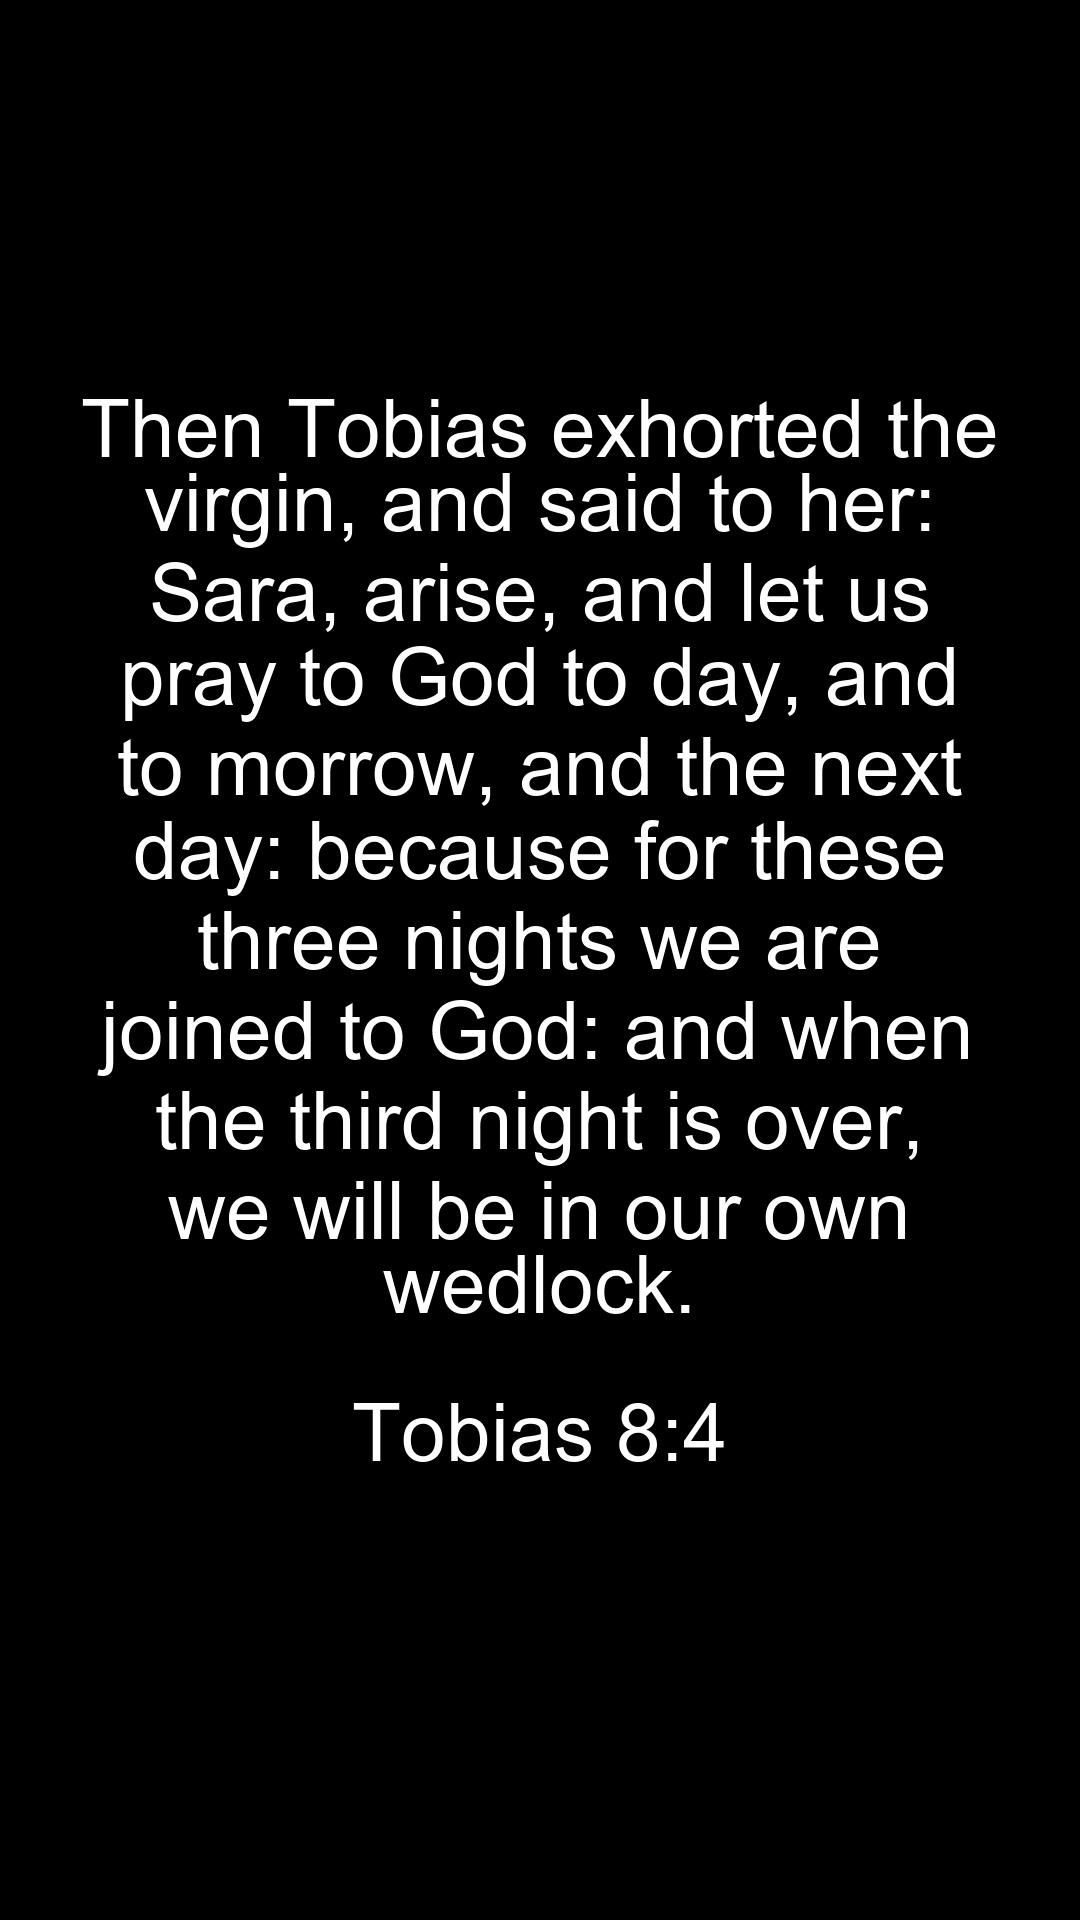 Then Tobias exhorted the
virgin, and said to her:
Sara, arise, and let us
pray to God to day, and
to morrow, and the next
day: because for these
three nights we are
joined to God: and when
the third night is over,
we will be in our own
wedlock.
Tobias 8:4